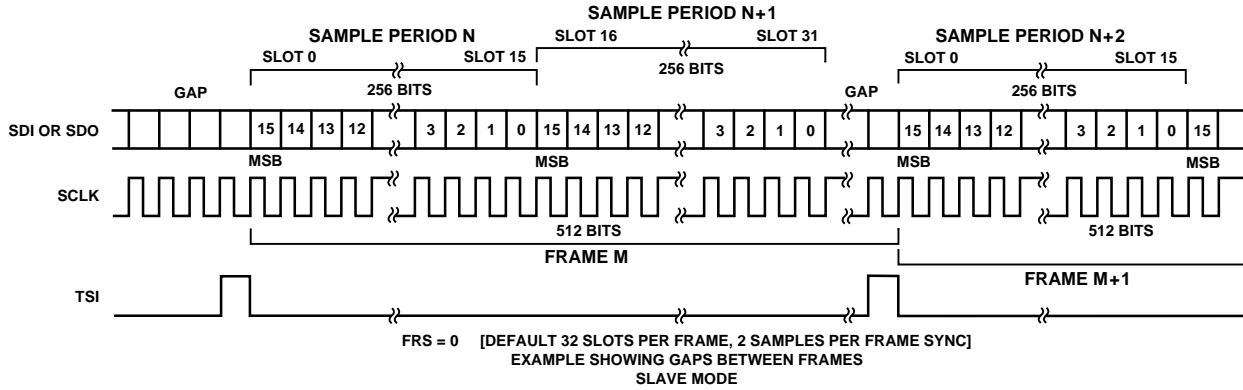 SAMPLE PERIOD N+1
SAMPLE PERIOD N
SLOT 16 SLOT 31
SAMPLE PERIOD N+2
SLOT 0 SLOT 15
256 BITS
SLOT 0 SLOT 15
GAP
256 BITS
GAP
256 BITS
SDI OR SDO
15 14 13 12 3 2 1 0 15 14 13 12 3 2 1 0 15 14 13 12 3 2 1 0 15
MSB MSB MSB MSB
SCLK
512 BITS 512 BITS
FRAME M
FRAME M+1
TSI
FRS = 0 [DEFAULT 32 SLOTS PER FRAME, 2 SAMPLES PER FRAME SYNC]
EXAMPLE SHOWING GAPS BETWEEN FRAMES
SLAVE MODE